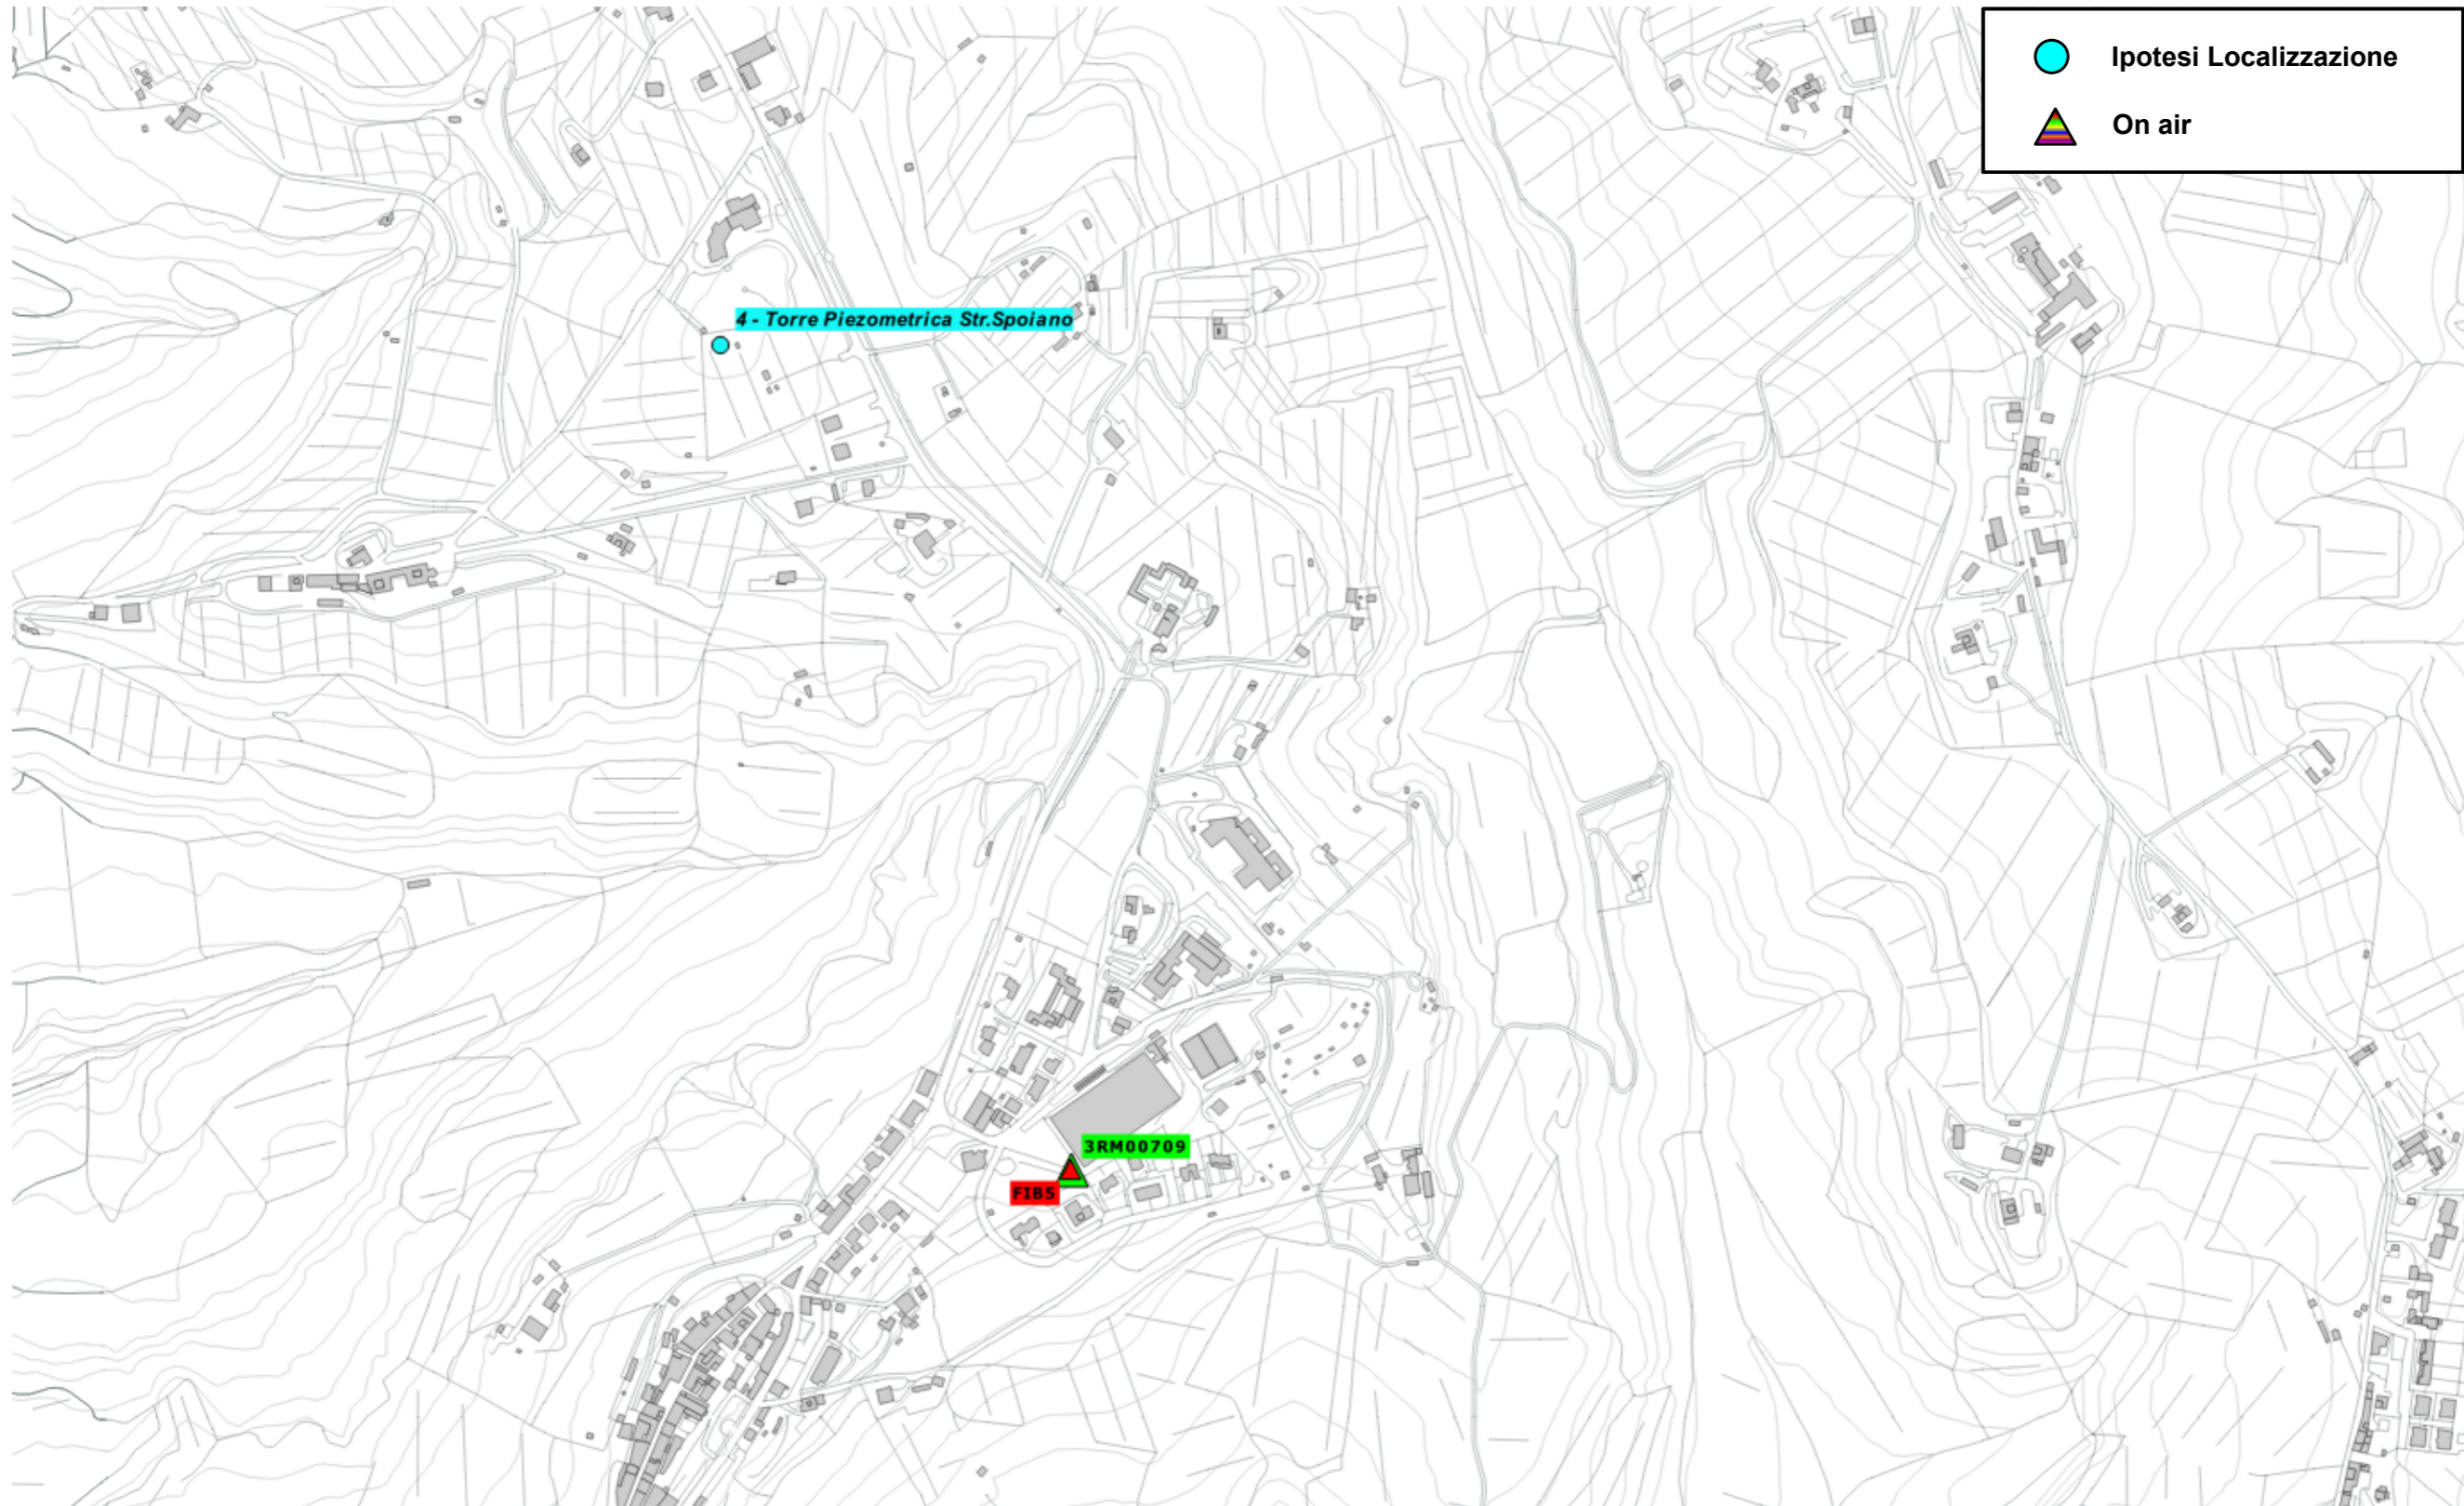 Ipotesi Localizzazione
On air
4 - Torre Piezometrica Str.Spoiano
3RM00709
FIB5